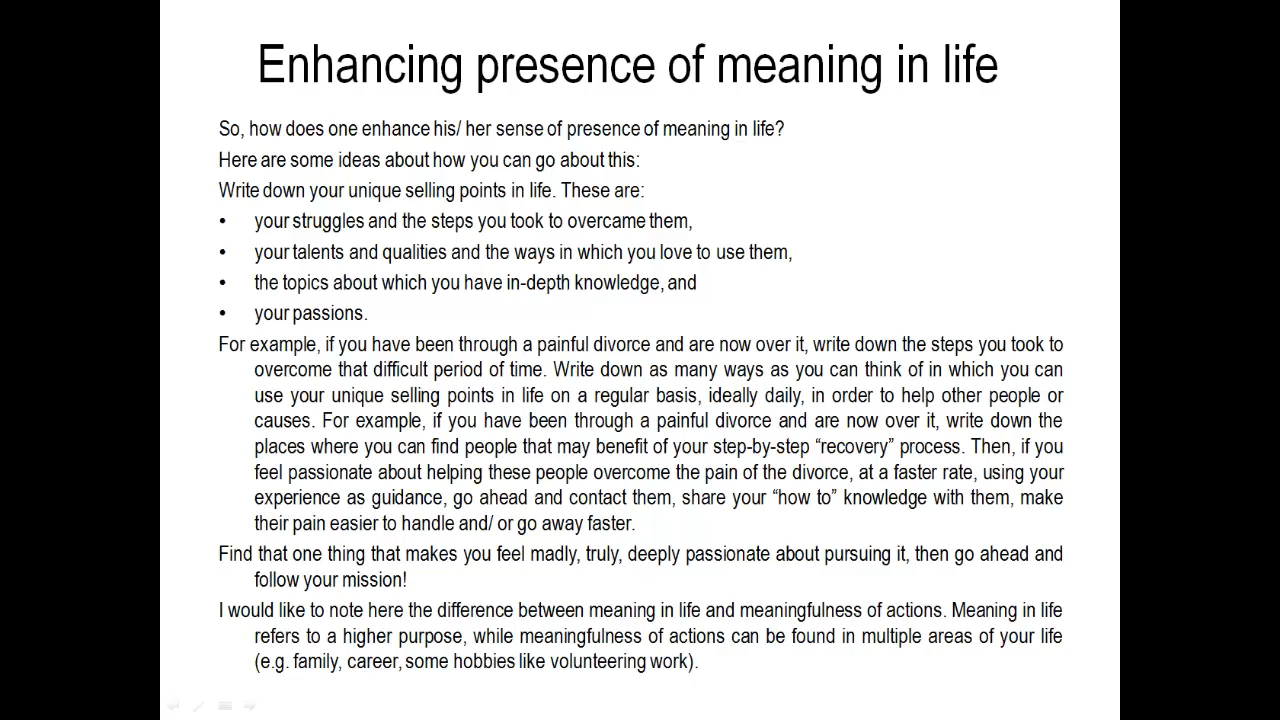 Enhancing presence of meaning in life
So, how does one enhance his/ her sense of presence of meaning in life?
Here are some ideas about how you can go about this:
Write down your unique selling points in life. These are:
• your struggles and the steps you took to overcame them,
• your talents and qualities and the ways in which you love to use them,
• the topics about which you have in-depth knowledge, and
• your passions.
For example, if you have been through a painful divorce and are now over it, write down the steps you took to
overcome that difficult period of time. Write down as many ways as you can think of in which you can
use your unique selling points in life on a regular basis, ideally daily, in order to help other people or
causes. For example, if you have been through a painful divorce and are now over it, write down the
places where you can find people that may benefit of your step-by-step “recovery” process. Then, if you
feel passionate about helping these people overcome the pain of the divorce, at a faster rate, using your
experience as guidance, go ahead and contact them, share your “how to” knowledge with them, make
their pain easier to handle and/ or go away faster.
Find that one thing that makes you feel madly, truly, deeply passionate about pursuing it, then go ahead and
follow your mission!
I would like to note here the difference between meaning in life and meaningfulness of actions. Meaning in life
refers to a higher purpose, while meaningfulness of actions can be found in multiple areas of your life
(e.g. family, career, some hobbies like volunteering work).